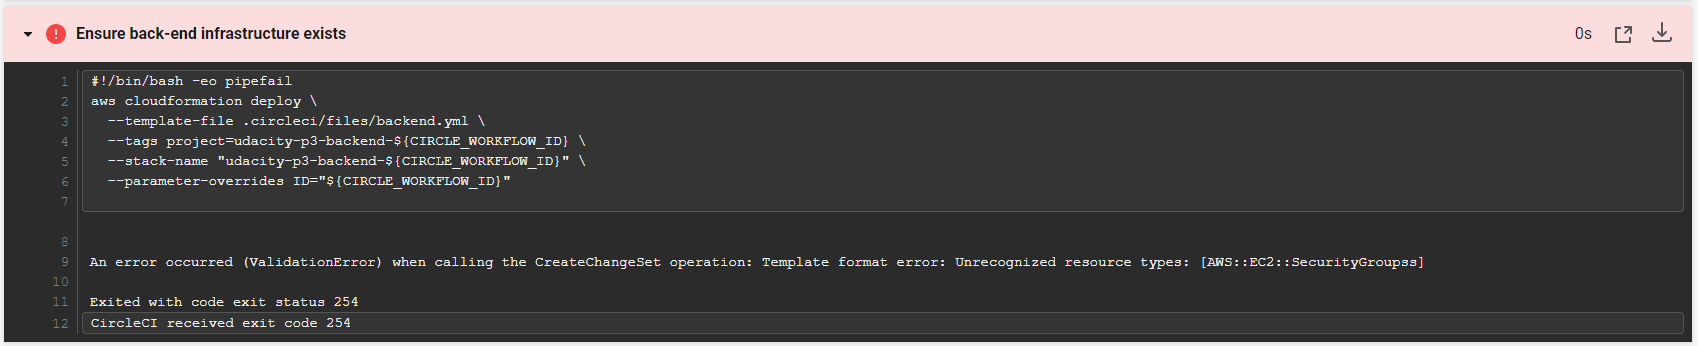 Ensure back-end infrastructure exists
0s
1 #!/bin/bash -eo pipefail
2 aws cloudformation deploy \
3 --template-file .circleci/files/backend.yml \
4 --tags project=udacity-p3-backend-${CIRCLE_WORKFLOW_ID} \
5 --stack-name "udacity-p3-backend-${CIRCLE_WORKFLOW_ID}" \
6 --parameter-overrides ID="${CIRCLE_WORKFLOW_ID}"
7
8
9 An error occurred (ValidationError) when calling the CreateChangeSet operation: Template format error: Unrecognized resource types: [AWS::EC2::SecurityGroupss]
10
11 Exited with code exit status 254
12 CircleCI received exit code 254